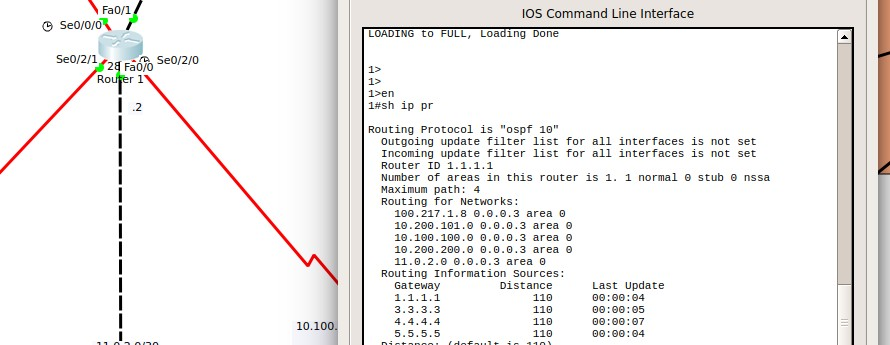 Fa0/1
Se0/0/0
Se0/2/1
28
Fa0/0
Se0/2/0
Router 1
.2
10.100.
IOS Command Line Interface
LOADING to FULL, Loading Done
1>
1>
1>en
1#sh ip pr
Routing Protocol is "ospf 10"
Outgoing update filter list for all interfaces is not set
Incoming update filter list for all interfaces is not set
Router ID 1.1.1.1
Number of areas in this router is 1. 1 normal 0 stub 0 nssa
Maximum path: 4
Routing for Networks:
100.217.1.8 0.0.0.3 area 0
10.200.101.0 0.0.0.3 area 0
10.100.100.0 0.0.0.3 area 0
10.200.200.0 0.0.0.3 area 0
11.0.2.0 0.0.0.3 area 0
Routing Information Sources:
Gateway Distance Last Update
1.1.1.1 110 00:00:04
3.3.3.3 110 00:00:05
4.4.4.4 110 00:00:07
5.5.5.5 110 00:00:04
Distance: (default is 110)